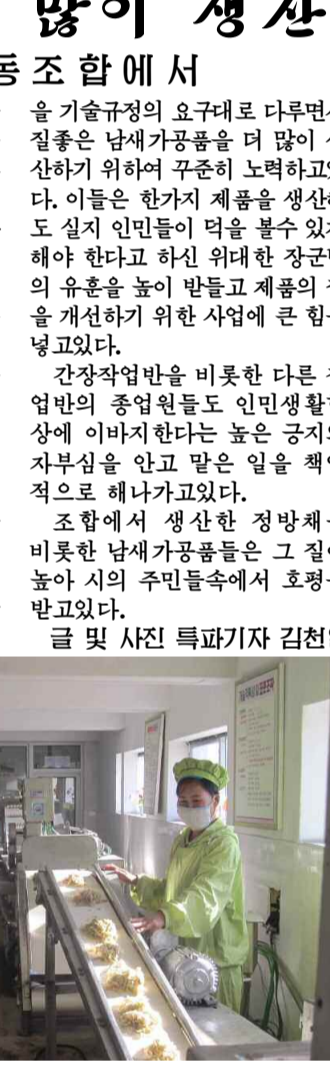 많이 생산
동조합에서
을 기술규정의 요구대로 다루면서
질좋은 남새가공품을 더 많이
산하기 위하여 꾸준히 노력하고있
다. 이들은 한가지 제품을 생산해
도 실지 인민들이 덕을 볼수 있게
해야 한다고 하신 위대한 장군님
의 유훈을 높이 받들고 제품의
을 개선하기 위한 사업에 큰 힘을
넣고있다.
간장작업반을 비롯한 다른
업반의 종업원들도 인민생활향
상에 이바지한다는 높은 긍지와
자부심을 안고 맡은 일을 책임
적으로 해나가고있다.
조합에서 생산한 정방채를
비롯한 남새가공품들은 그 질이
높아 시의 주민들속에서 호평을
받고있다.
글 및 사진 특파기자 김천일